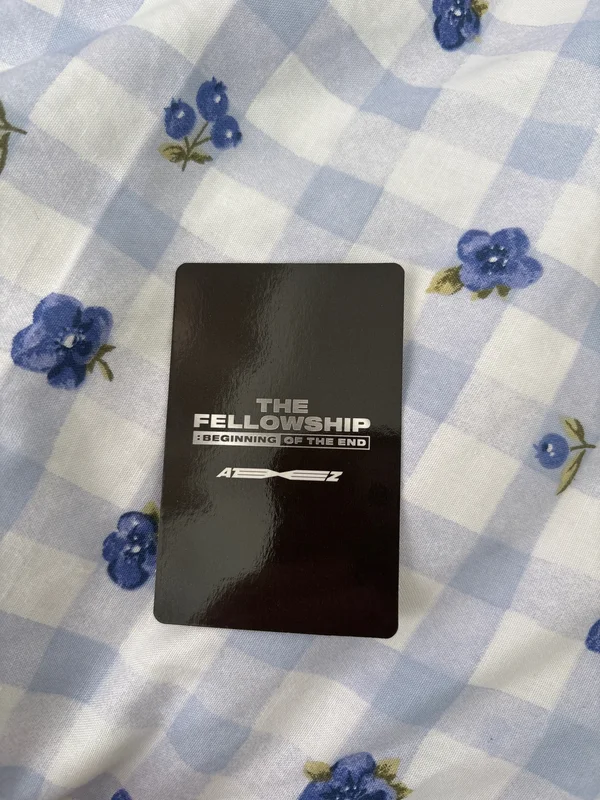 THE
FELLOWSHIP
: BEGINNING OF THE END
ATEEZ